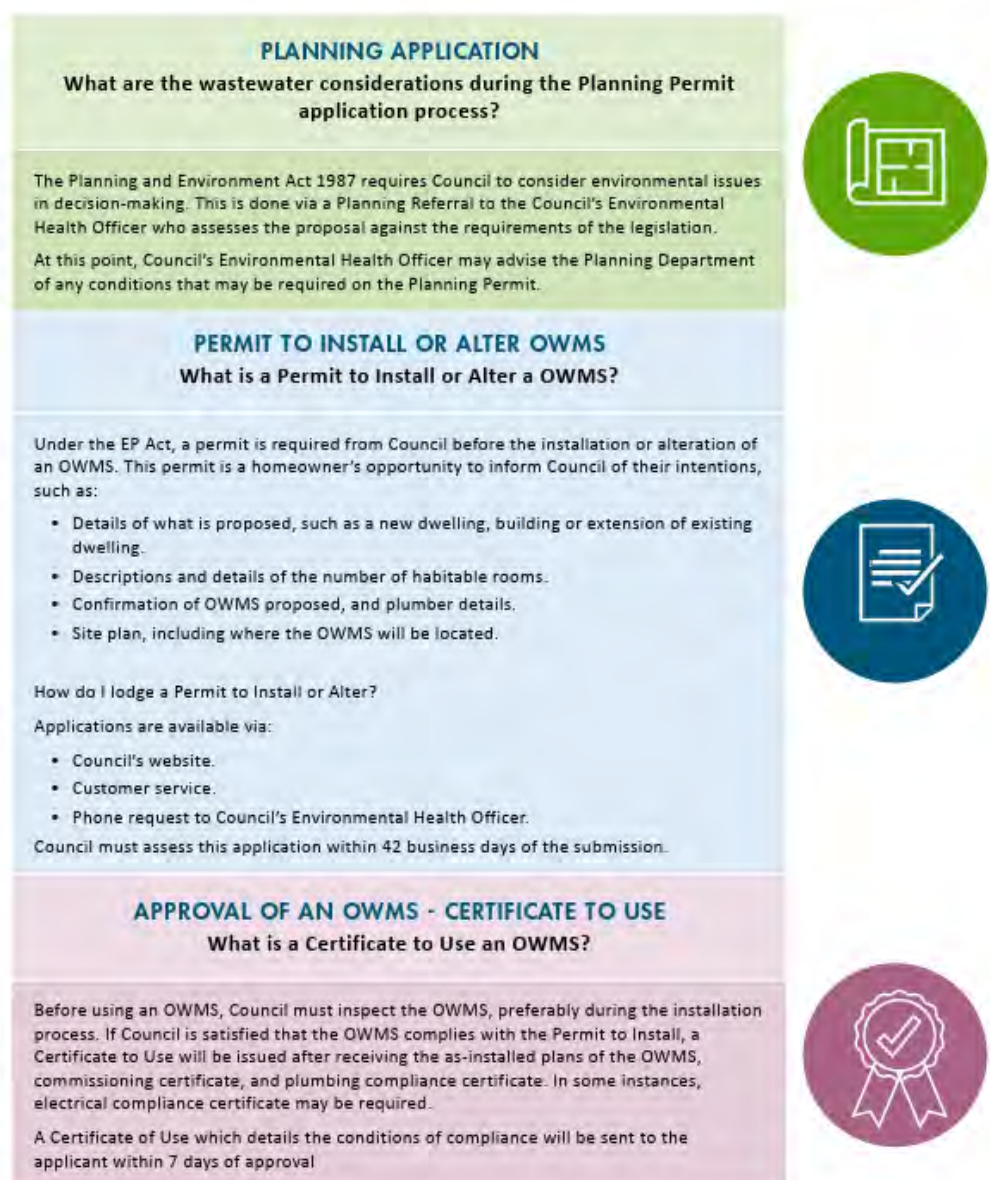 PLANNING APPLICATION
What are the wastewater considerations during the Planning Permit
application process?
The Planning and Environment Act 1987 requires Council to consider environmental issues
in decision-making. This is done via a Planning Referral to the Council's Environmental
Health Officer who assesses the proposal against the requirements of the legislation.
At this point, Council's Environmental Health Officer may advise the Planning Department
of any conditions that may be required on the Planning Permit.
PERMIT TO INSTALL OR ALTER OWMS
What is a Permit to Install or Alter a OWMS?
Under the EP Act, a permit is required from Council before the installation or alteration of
an OWMS. This permit is a homeowner's opportunity to inform Council of their intentions,
such as:
• Details of what is proposed, such as a new dwelling, building or extension of existing
dwelling.
• Descriptions and details of the number of habitable rooms.
• Confirmation of OWMS proposed, and plumber details.
• Site plan, including where the OWMS will be located.
How do I lodge a Permit to Install or Alter?
Applications are available via:
• Council's website.
• Customer service.
• Phone request to Council's Environmental Health Officer.
Council must assess this application within 42 business days of the submission.
APPROVAL OF AN OWMS - CERTIFICATE TO USE
What is a Certificate to Use an OWMS?
Before using an OWMS, Council must inspect the OWMS, preferably during the installation
process. If Council is satisfied that the OWMS complies with the Permit to Install, a
Certificate to Use will be issued after receiving the as-installed plans of the OWMS,
commissioning certificate, and plumbing compliance certificate. In some instances,
electrical compliance certificate may be required.
A Certificate of Use which details the conditions of compliance will be sent to the
applicant within 7 days of approval